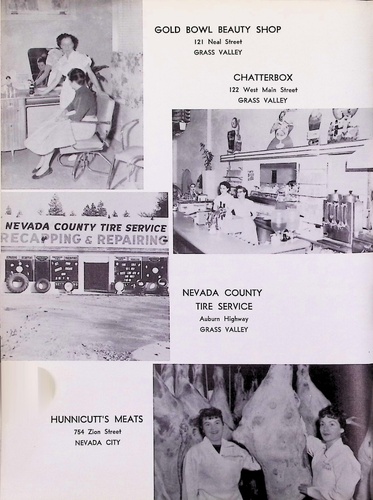 GOLD BOWL BEAUTY SHOP
121 Neal Street
GRASS VALLEY
CHATTERBOX
122 West Main Street
GRASS VALLEY
NEVADA COUNTY TIRE SERVICE
RECAPPING & REPAIRING
NEVADA COUNTY
TIRE SERVICE
Auburn Highway
GRASS VALLEY
HUNNICUTT'S MEATS
754 Zion Street
NEVADA CITY